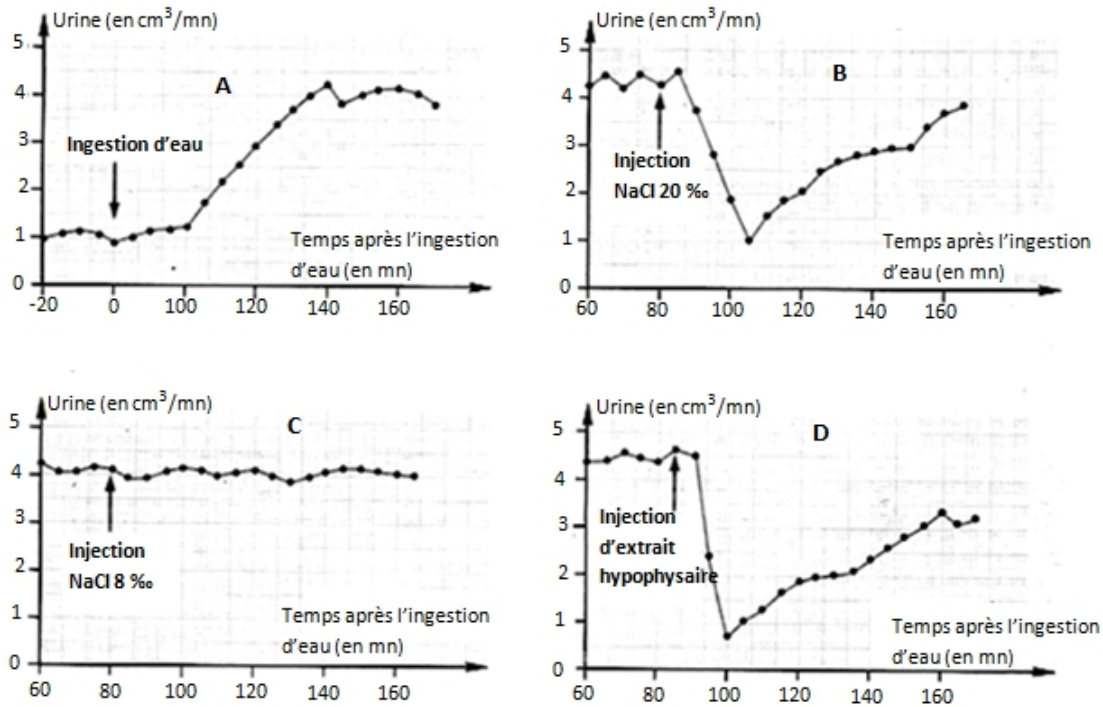 Urine (en cm³/mn)
5
4
3
2
1
0
A
Ingestion d’eau
Temps après l’ingestion
d’eau (en mn)
-20
0
100
120
140
160
Urine (en cm³/mn)
5
4
3
2
1
0
B
Injection
NaCl 20 ‰
Temps après l’ingestion
d’eau (en mn)
60
80
100
120
140
160
Urine (en cm³/mn)
5
4
3
2
1
0
C
Injection
NaCl 8 ‰
Temps après l’ingestion
d’eau (en mn)
60
80
100
120
140
160
Urine (en cm³/mn)
5
4
3
2
1
0
D
Injection
d’extrait
hypophysaire
Temps après l’ingestion
d’eau (en mn)
60
80
100
120
140
160